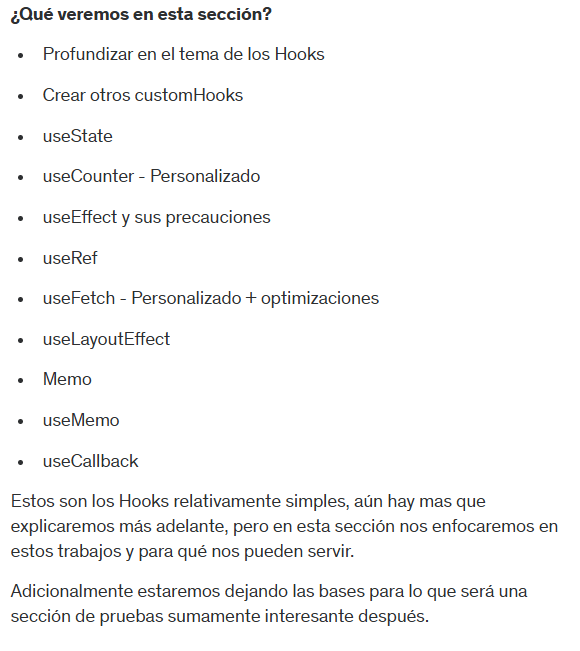 ¿Qué veremos en esta sección?
• Profundizar en el tema de los Hooks
• Crear otros customHooks
• useState
• useCounter - Personalizado
• useEffect y sus precauciones
• useRef
• useFetch - Personalizado + optimizaciones
• useLayoutEffect
• Memo
• useMemo
• useCallback
Estos son los Hooks relativamente simples, aún hay mas que
explicaremos más adelante, pero en esta sección nos enfocaremos en
estos trabajos y para qué nos pueden servir.
Adicionalmente estaremos dejando las bases para lo que será una
sección de pruebas sumamente interesante después.